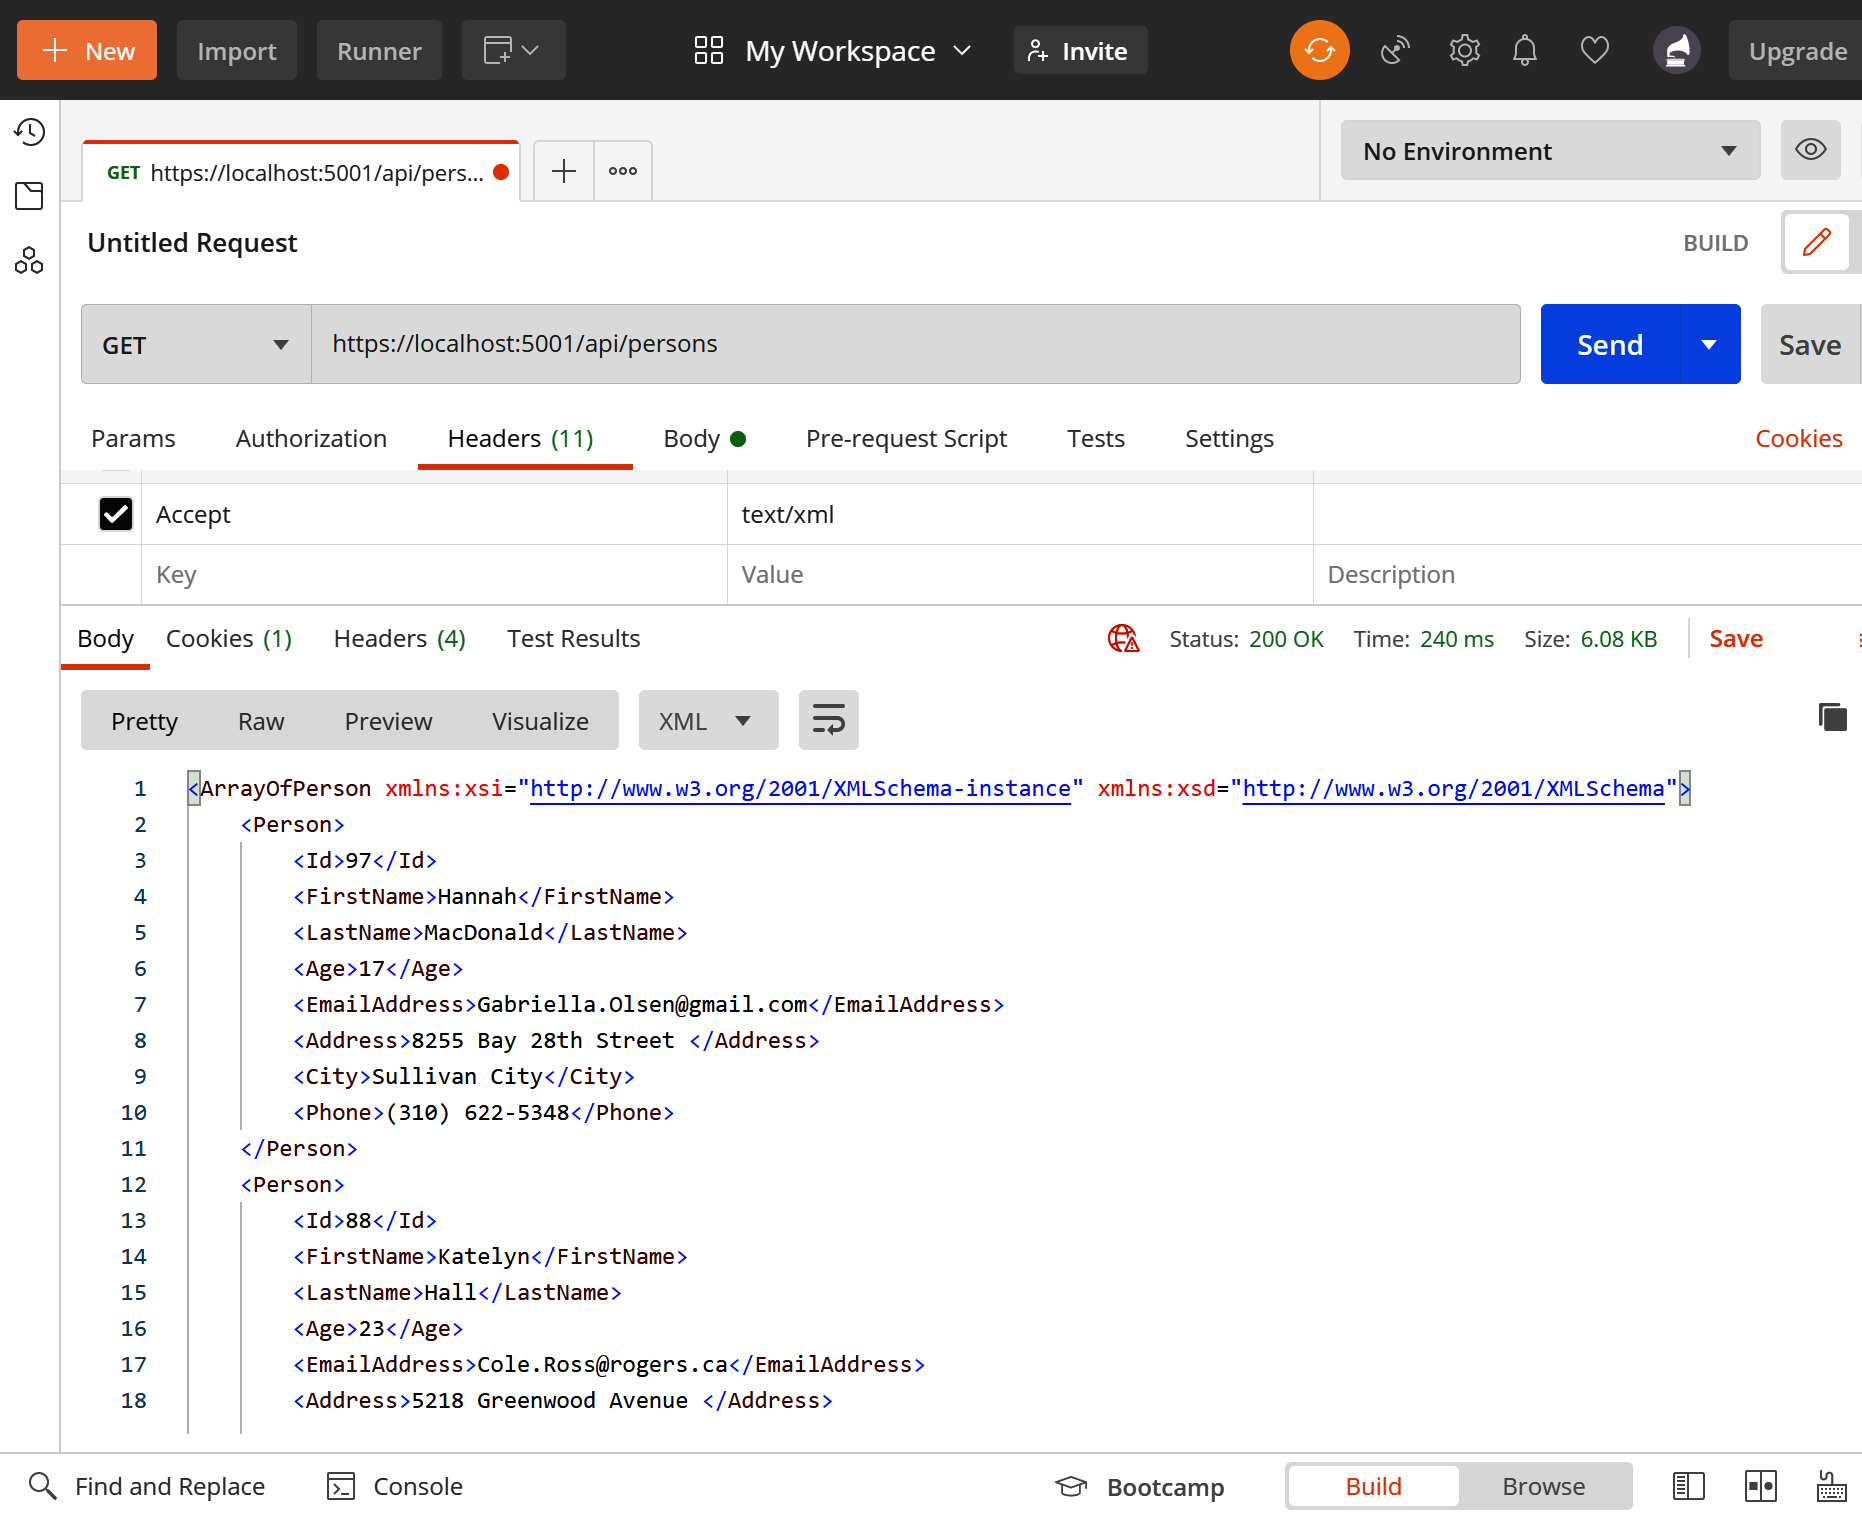 New Import Runner My Workspace Invite Upgrade
GET https://localhost:5001/api/pers... No Environment
Untitled Request BUILD
GET https://localhost:5001/api/persons Send Save
Params Authorization Headers (11) Body Pre-request Script Tests Settings Cookies
Accept text/xml
Key Value Description
Body Cookies (1) Headers (4) Test Results Status: 200 OK Time: 240 ms Size: 6.08 KB Save
Pretty Raw Preview Visualize XML
1 <ArrayOfPerson xmlns:xsi="http://www.w3.org/2001/XMLSchema-instance" xmlns:xsd="http://www.w3.org/2001/XMLSchema">
2 <Person>
3 <Id>97</Id>
4 <FirstName>Hannah</FirstName>
5 <LastName>MacDonald</LastName>
6 <Age>17</Age>
7 <EmailAddress>Gabriella.Olsen@gmail.com</EmailAddress>
8 <Address>8255 Bay 28th Street </Address>
9 <City>Sullivan City</City>
10 <Phone>(310) 622-5348</Phone>
11 </Person>
12 <Person>
13 <Id>88</Id>
14 <FirstName>Katelyn</FirstName>
15 <LastName>Hall</LastName>
16 <Age>23</Age>
17 <EmailAddress>Cole.Ross@rogers.ca</EmailAddress>
18 <Address>5218 Greenwood Avenue </Address>
Find and Replace Console Bootcamp Build Browse